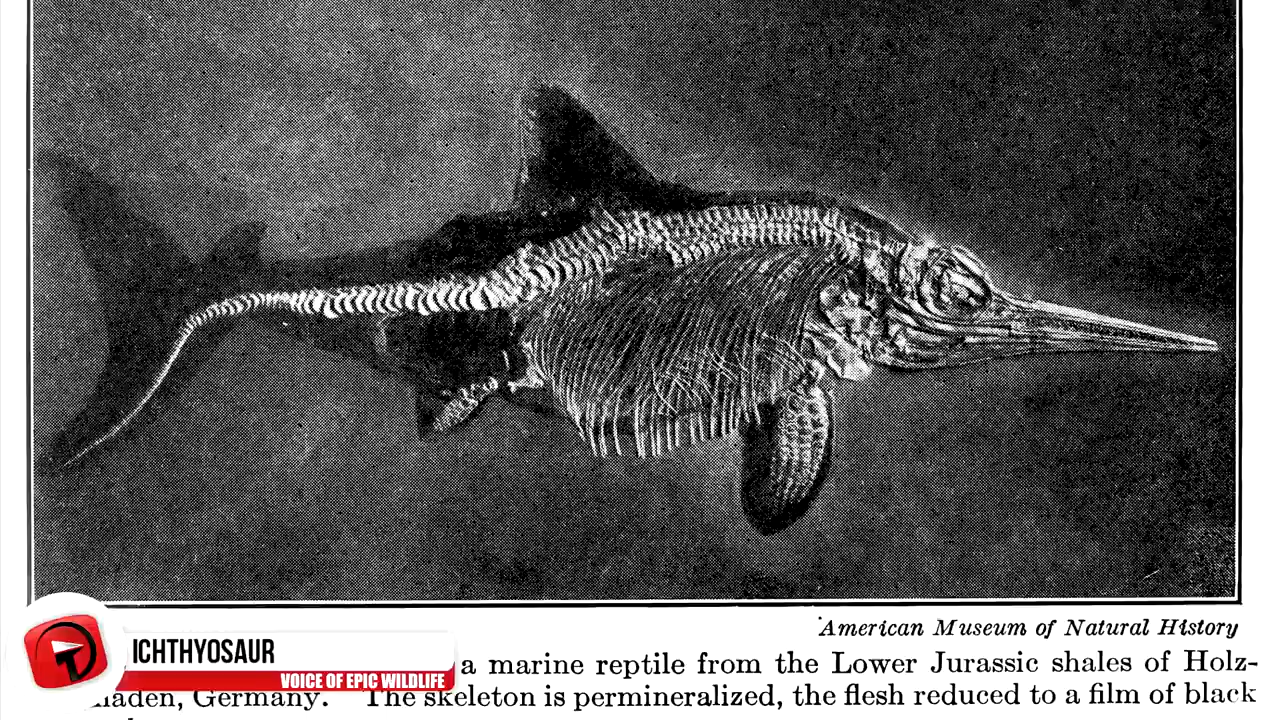 American Museum of Natural History
ICHTHYOSAUR
a marine reptile from the Lower Jurassic shales of Holz-
VOICE OF EPIC WILDLIFE
Germany. The skeleton is permineralized, the flesh reduced to a film of black